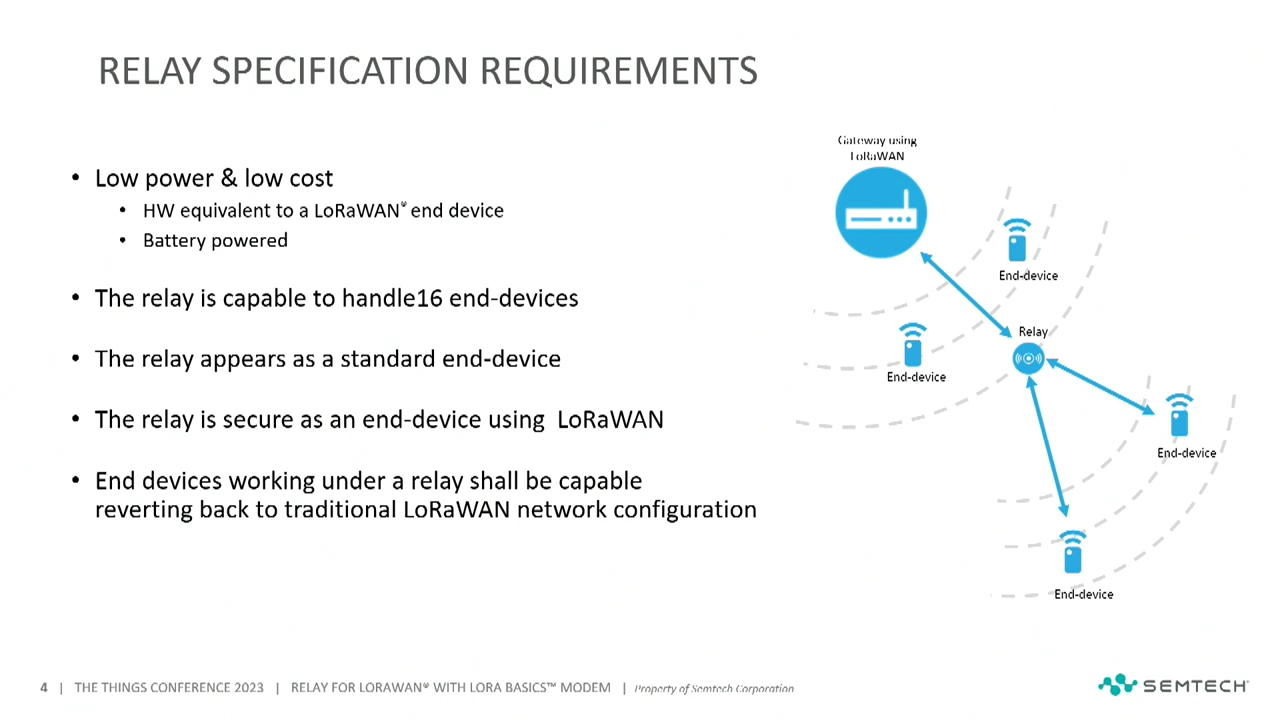 RELAY SPECIFICATION REQUIREMENTS
• Low power & low cost
• HW equivalent to a LoRaWAN® end device
• Battery powered
• The relay is capable to handle16 end-devices
• The relay appears as a standard end-device
• The relay is secure as an end-device using LoRaWAN
• End devices working under a relay shall be capable
reverting back to traditional LoRaWAN network configuration
Gateway using
LoRaWAN
End-device
Relay
End-device
End-device
End-device
4 | THE THINGS CONFERENCE 2023 | RELAY FOR LORAWAN® WITH LORA BASICS™ MODEM | Property of Semtech Corporation
SEMTECH